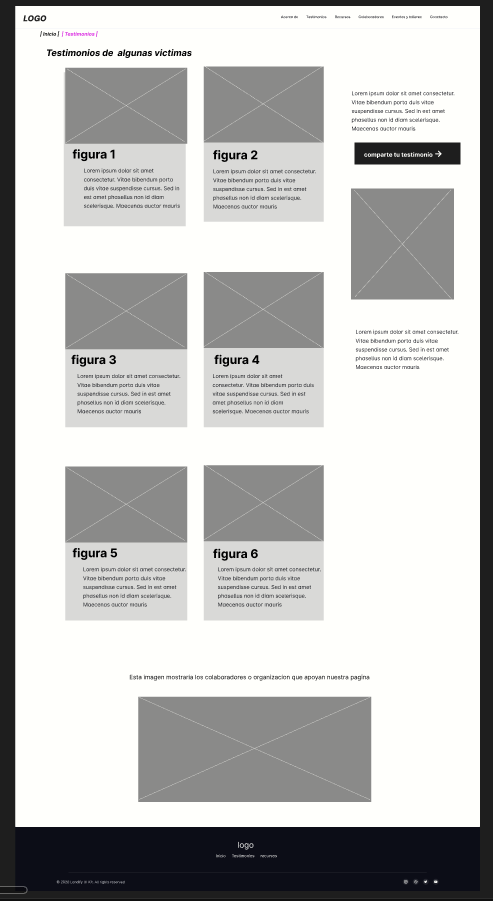 LOGO
Acerca de Testimonios Recursos Colaboradores Eventos y talleres Contacto
| Inicio | | Testimonios |
Testimonios de algunas victimas
figura 1
Lorem ipsum dolor sit amet
consectetur. Vitae bibendum porta
duis vitae suspendisse cursus. Sed in
est amet phasellus non id diam
scelerisque. Maecenas auctor mauris
figura 2
Lorem ipsum dolor sit amet consectetur.
Vitae bibendum porta duis vitae
suspendisse cursus. Sed in est amet
phasellus non id diam scelerisque.
Maecenas auctor mauris
Lorem ipsum dolor sit amet consectetur.
Vitae bibendum porta duis vitae
suspendisse cursus. Sed in est amet
phasellus non id diam scelerisque.
Maecenas auctor mauris
comparte tu testimonio
figura 3
Lorem ipsum dolor sit amet consectetur.
Vitae bibendum porta duis vitae
suspendisse cursus. Sed in est amet
phasellus non id diam scelerisque.
Maecenas auctor mauris
figura 4
Lorem ipsum dolor sit amet
consectetur. Vitae bibendum porta duis
vitae suspendisse cursus. Sed in est
amet phasellus non id diam
scelerisque. Maecenas auctor mauris
Lorem ipsum dolor sit amet consectetur.
Vitae bibendum porta duis vitae
suspendisse cursus. Sed in est amet
phasellus non id diam scelerisque.
Maecenas auctor mauris
figura 5
Lorem ipsum dolor sit amet consectetur.
Vitae bibendum porta duis vitae
suspendisse cursus. Sed in est amet
phasellus non id diam scelerisque.
Maecenas auctor mauris
figura 6
Lorem ipsum dolor sit amet consectetur.
Vitae bibendum porta duis vitae
suspendisse cursus. Sed in est amet
phasellus non id diam scelerisque.
Maecenas auctor mauris
Esta imagen mostraria los colaboradores o organizacion que apoyan nuestra pagina
logo
inicio Testimonios recursos
All rights reserved